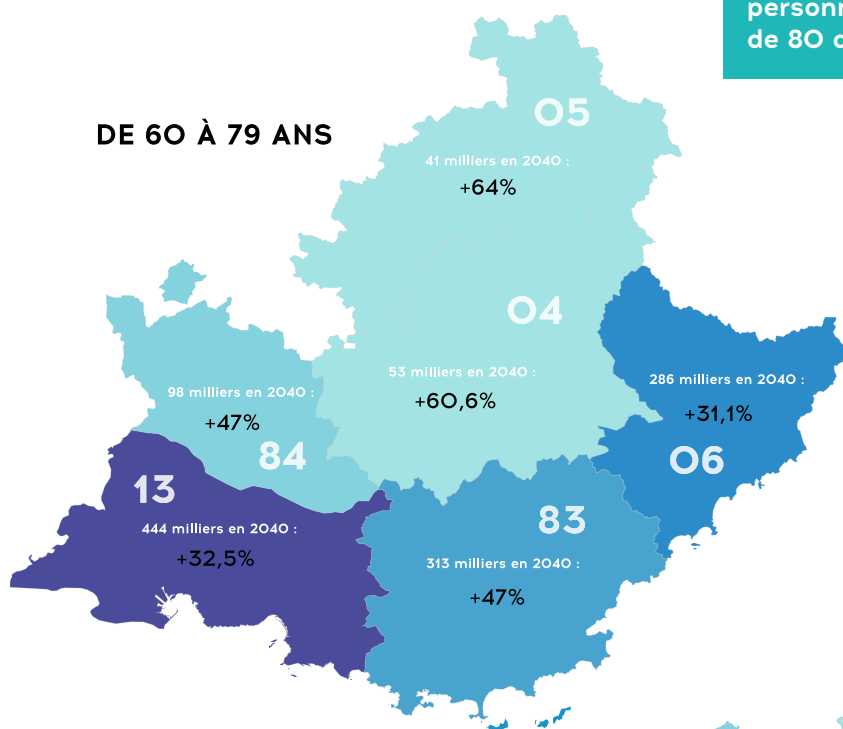 de 80
DE 60 À 79 ANS
05
41 milliers en 2040 :
+64%
04
53 milliers en 2040 :
+60,6%
98 milliers en 2040 :
+47%
84
286 milliers en 2040 :
+31,1%
06
13
444 milliers en 2040 :
+32,5%
83
313 milliers en 2040 :
+47%